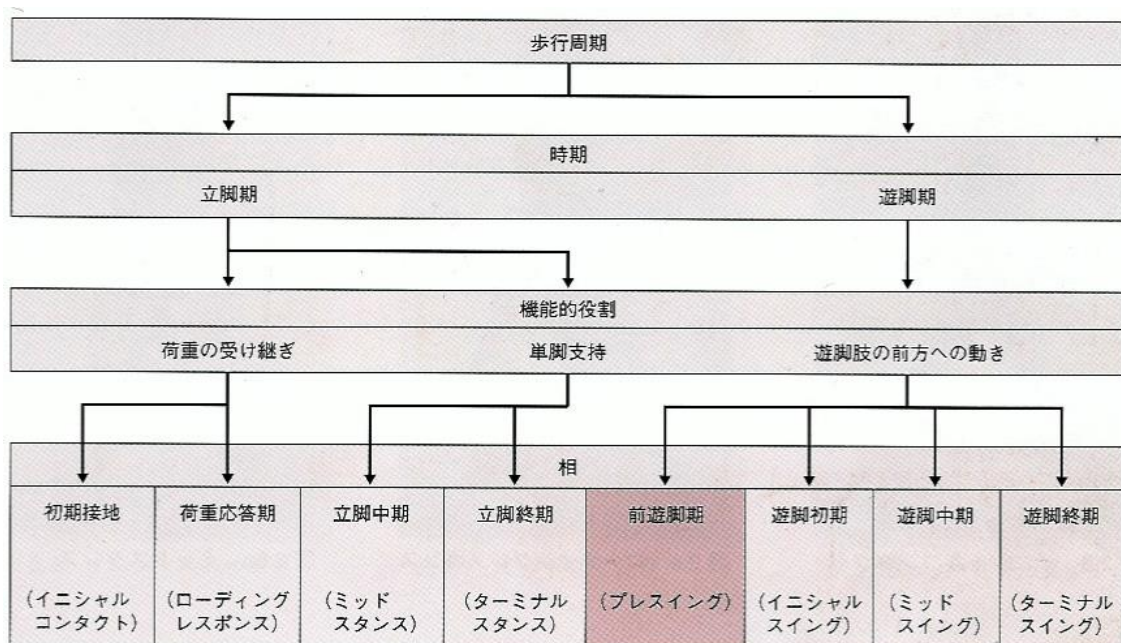 歩行周期
時期
立脚期
遊脚期
機能的役割
荷重の受け継ぎ
単脚支持
遊脚肢の前方への動き
相
初期接地
(イニシャル
コンタクト)
荷重応答期
(ローディング
レスポンス)
立脚中期
(ミッド
スタンス)
立脚終期
(ターミナル
スタンス)
前遊脚期
(プレスイング)
遊脚初期
(イニシャル
スイング)
遊脚中期
(ミッド
スイング)
遊脚終期
(ターミナル
スイング)